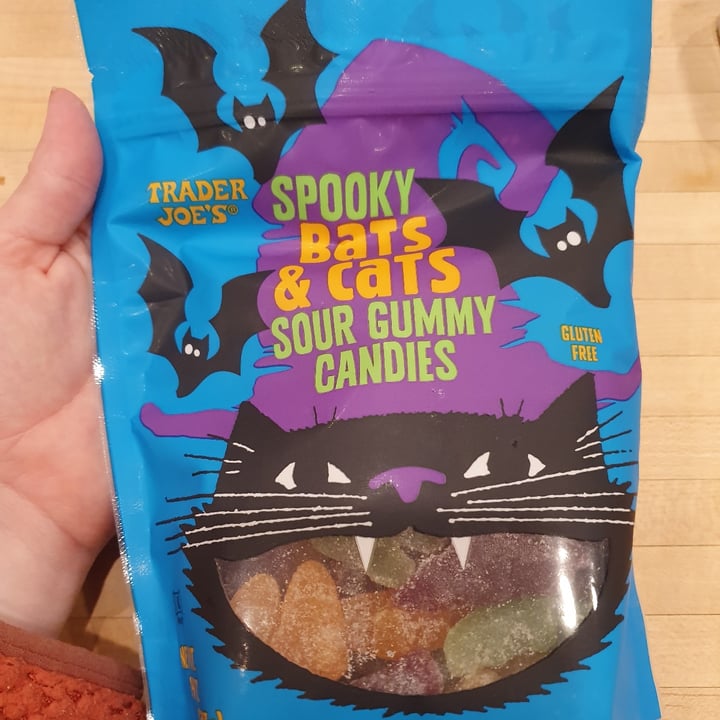 TRADER
JOE'S®
SPOOKY
BATS
& CATS
SOUR GUMMY
CANDIES
GLUTEN
FREE